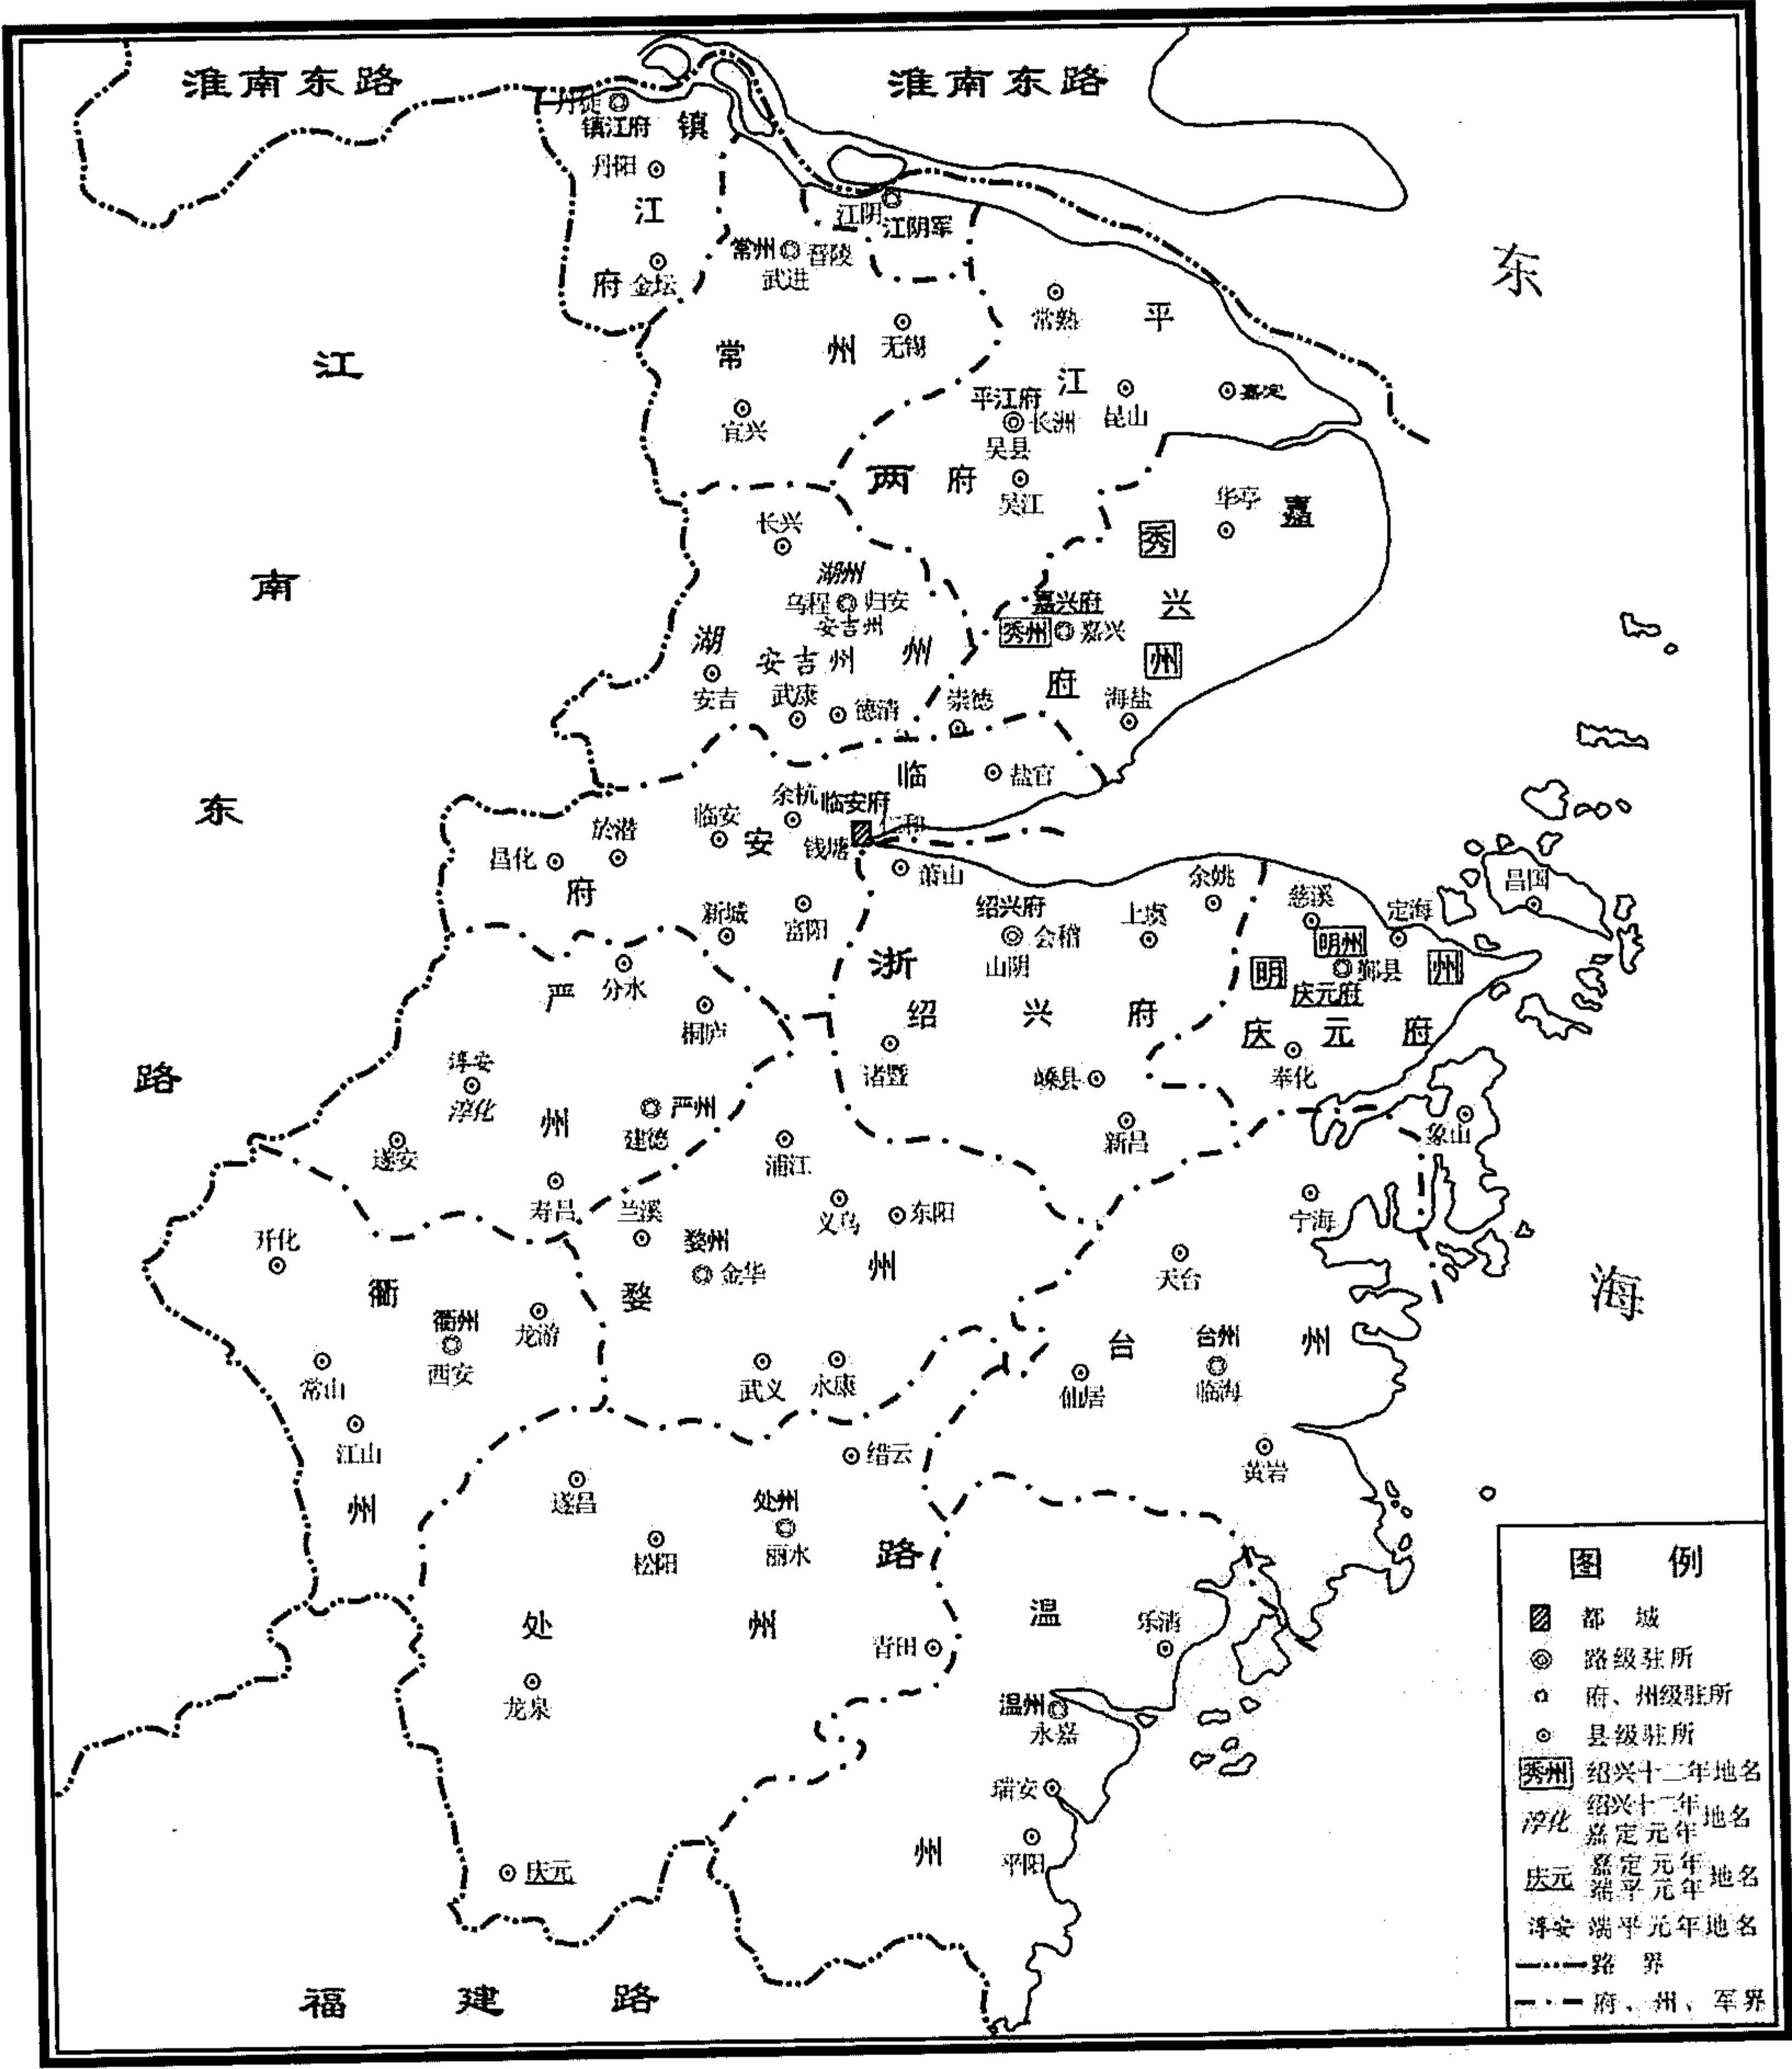 淮南东路
淮南东路
丹徒
镇江府
镇
丹阳
江
府
金坛
江阴
江阴军
常州
晋陵
武进
东
常熟
平
无锡
常
州
江
江
平江府
长洲
吴县
昆山
嘉定
宜兴
两
府
吴江
华亭
嘉
长兴
秀
南
湖州
乌程
归安
安吉州
嘉兴府
秀州
嘉兴
兴
湖
安吉州
州
州
府
安吉
武康
德清
崇德
海盐
临
盐官
东
余杭
临安府
仁和
临安
安
钱塘
於潜
昌化
府
萧山
余姚
慈溪
定海
昌国
新城
富阳
绍兴府
会稽
山阴
上虞
明州
鄞县
庆元府
明
州
浙
严
分水
桐庐
绍兴府
庆元府
路
淳安
淳化
诸暨
嵊县
奉化
州
严州
建德
新昌
象山
遂安
浦江
寿昌
兰溪
义乌
东阳
宁海
开化
婺州
金华
州
天台
海
衢
婺
衢州
西安
龙游
台
台州
临海
州
常山
武义
永康
仙居
江山
缙云
黄岩
州
遂昌
处州
丽水
松阳
路
处
州
温
乐清
青田
龙泉
温州
永嘉
瑞安
平阳
州
庆元
福建路
图例
都城
路级驻所
府、州级驻所
县级驻所
秀州 绍兴十二年地名
淳化 绍兴十二年 嘉定元年 地名
庆元 嘉定元年 端平元年 地名
淳安 端平元年地名
路界
府、州、军界